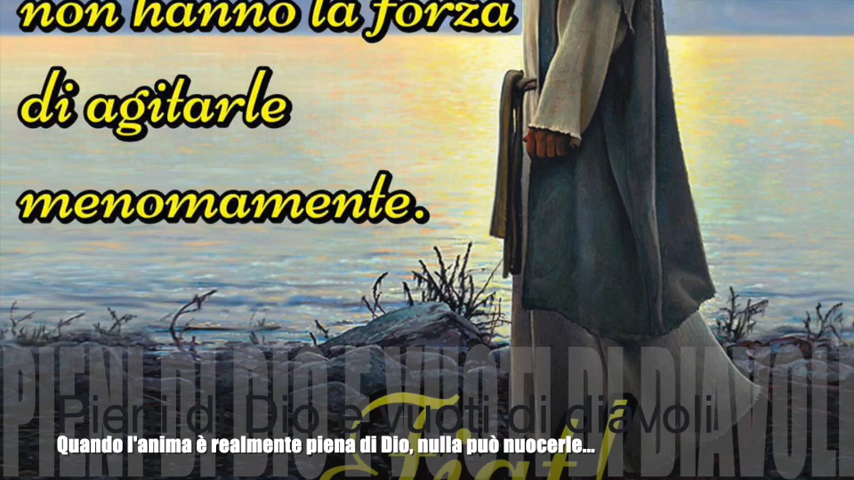 non hanno la forza
di agitarle
menomamente.
PIENI DI DIO E VUOTI DI DIAVOLI
Pieni di Dio e vuoti di diavoli
Quando l'anima è realmente piena di Dio, nulla può nuocerle...
Fiat!